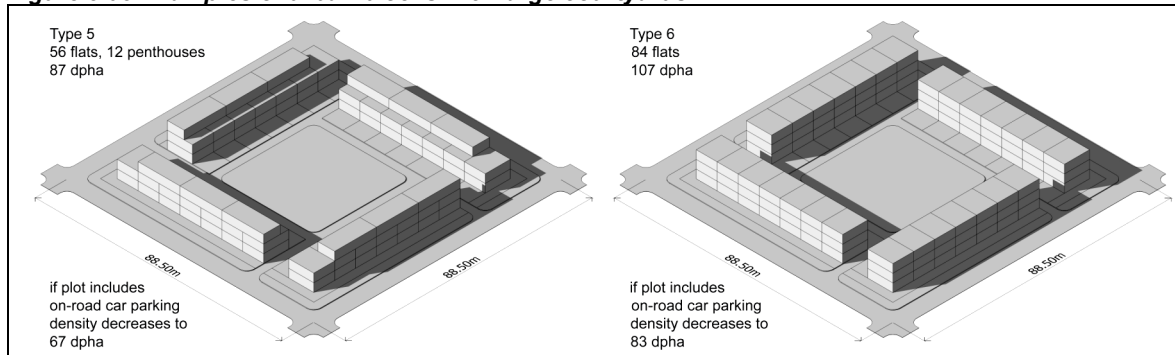 Type 5
56 flats, 12 penthouses
87 dpha
88.50m
88.50m
if plot includes
on-road car parking
density decreases to
67 dpha
Type 6
84 flats
107 dpha
88.50m
88.50m
if plot includes
on-road car parking
density decreases to
83 dpha